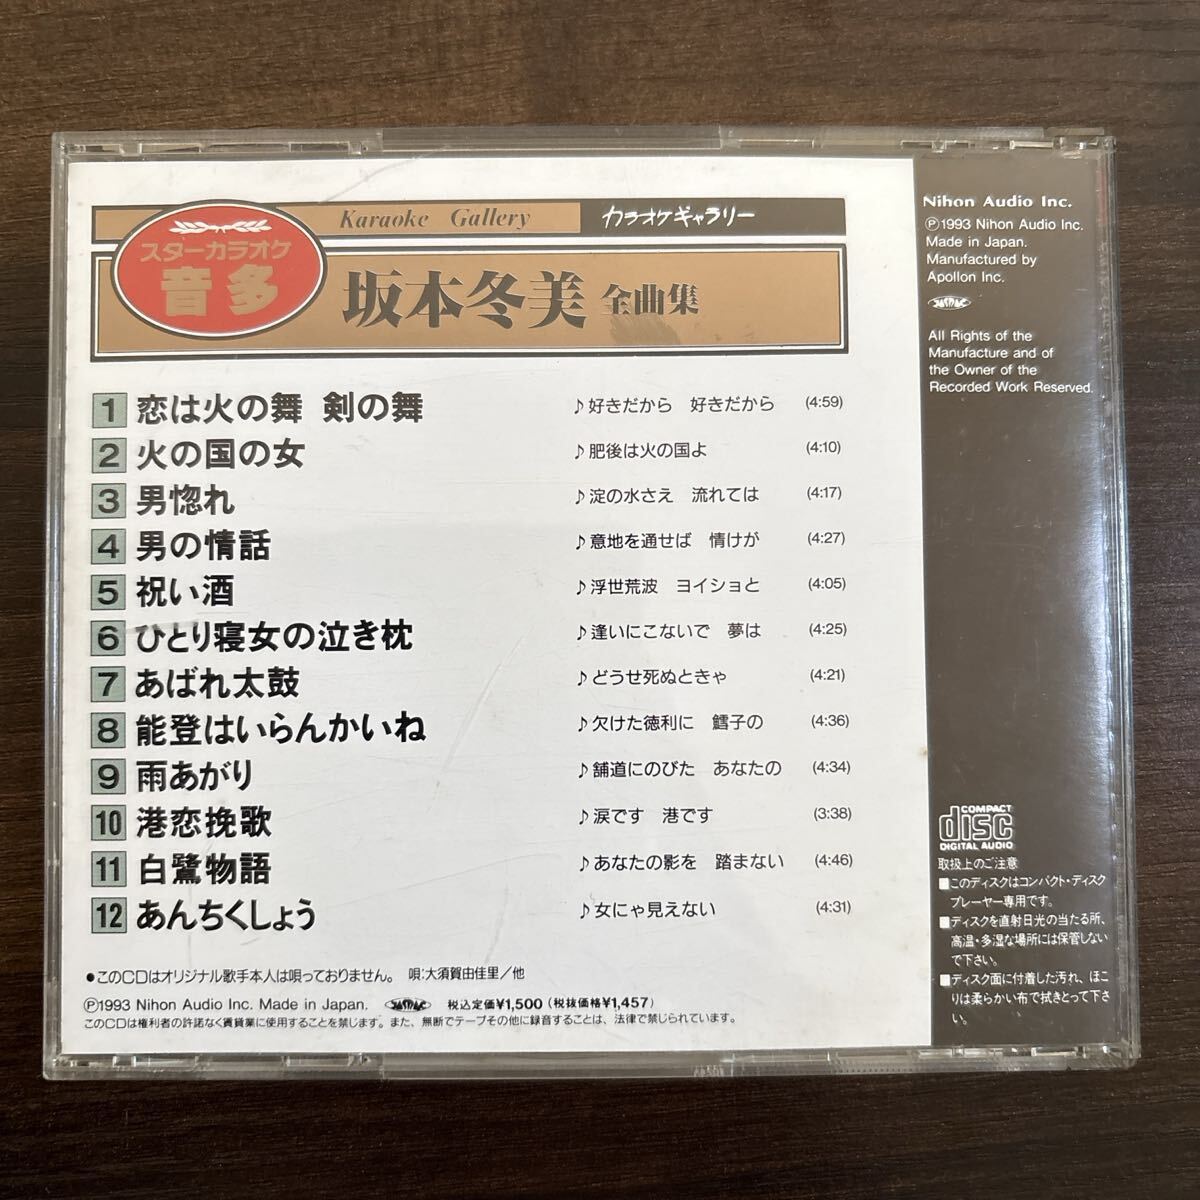 Karaoke Gallery カラオケギャラリー
スターカラオケ
音多
坂本冬美 全曲集
1 恋は火の舞 剣の舞 ♪好きだから 好きだから (4:59)
2 火の国の女 ♪肥後は火の国よ (4:10)
3 男惚れ ♪淀の水さえ 流れては (4:17)
4 男の情話 ♪意地を通せば 情けが (4:27)
5 祝い酒 ♪浮世荒波 ヨイショと (4:05)
6 ひとり寝女の泣き枕 ♪逢いにこないで 夢は (4:25)
7 あばれ太鼓 ♪どうせ死ぬときゃ (4:21)
8 能登はいらんかいね ♪欠けた徳利に 鱈子の (4:36)
9 雨あがり ♪舗道にのびた あなたの (4:34)
10 港恋挽歌 ♪涙です 港です (3:38)
11 白鷺物語 ♪あなたの影を 踏まない (4:46)
12 あんちくしょう ♪女にゃ見えない (4:31)
●このCDはオリジナル歌手本人は唄っておりません。 唄:大須賀由佳里/他
Ⓟ1993 Nihon Audio Inc. Made in Japan. JASRAC 税込定価¥1,500(税抜価格¥1,457)
このCDは権利者の許諾なく賃貸業に使用することを禁じます。また、無断でテープその他に録音することは、法律で禁じられています。
Nihon Audio Inc.
Ⓟ1993 Nihon Audio Inc.
Made in Japan.
Manufactured by
Apollon Inc.
JASRAC
All Rights of the
Manufacture and of
the Owner of the
Recorded Work Reserved.
COMPACT
disc
DIGITAL AUDIO
取扱上のご注意
■このディスクはコンパクト・ディスク
プレーヤー専用です。
■ディスクを直射日光の当たる所、
高温・多湿な場所には保管しない
で下さい。
■ディスク面に付着した汚れ、ほこ
りは柔らかい布で拭きとって下さ
い。